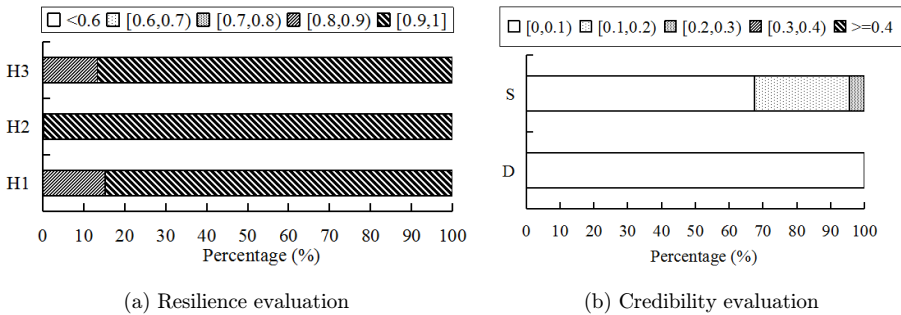 <0.6 [0.6,0.7) [0.7,0.8) [0.8,0.9) [0.9,1]
H3
H2
H1
0 10 20 30 40 50 60 70 80 90 100
Percentage (%)
(a) Resilience evaluation
[0,0.1) [0.1,0.2) [0.2,0.3) [0.3,0.4) >=0.4
S
D
0 10 20 30 40 50 60 70 80 90 100
Percentage (%)
(b) Credibility evaluation